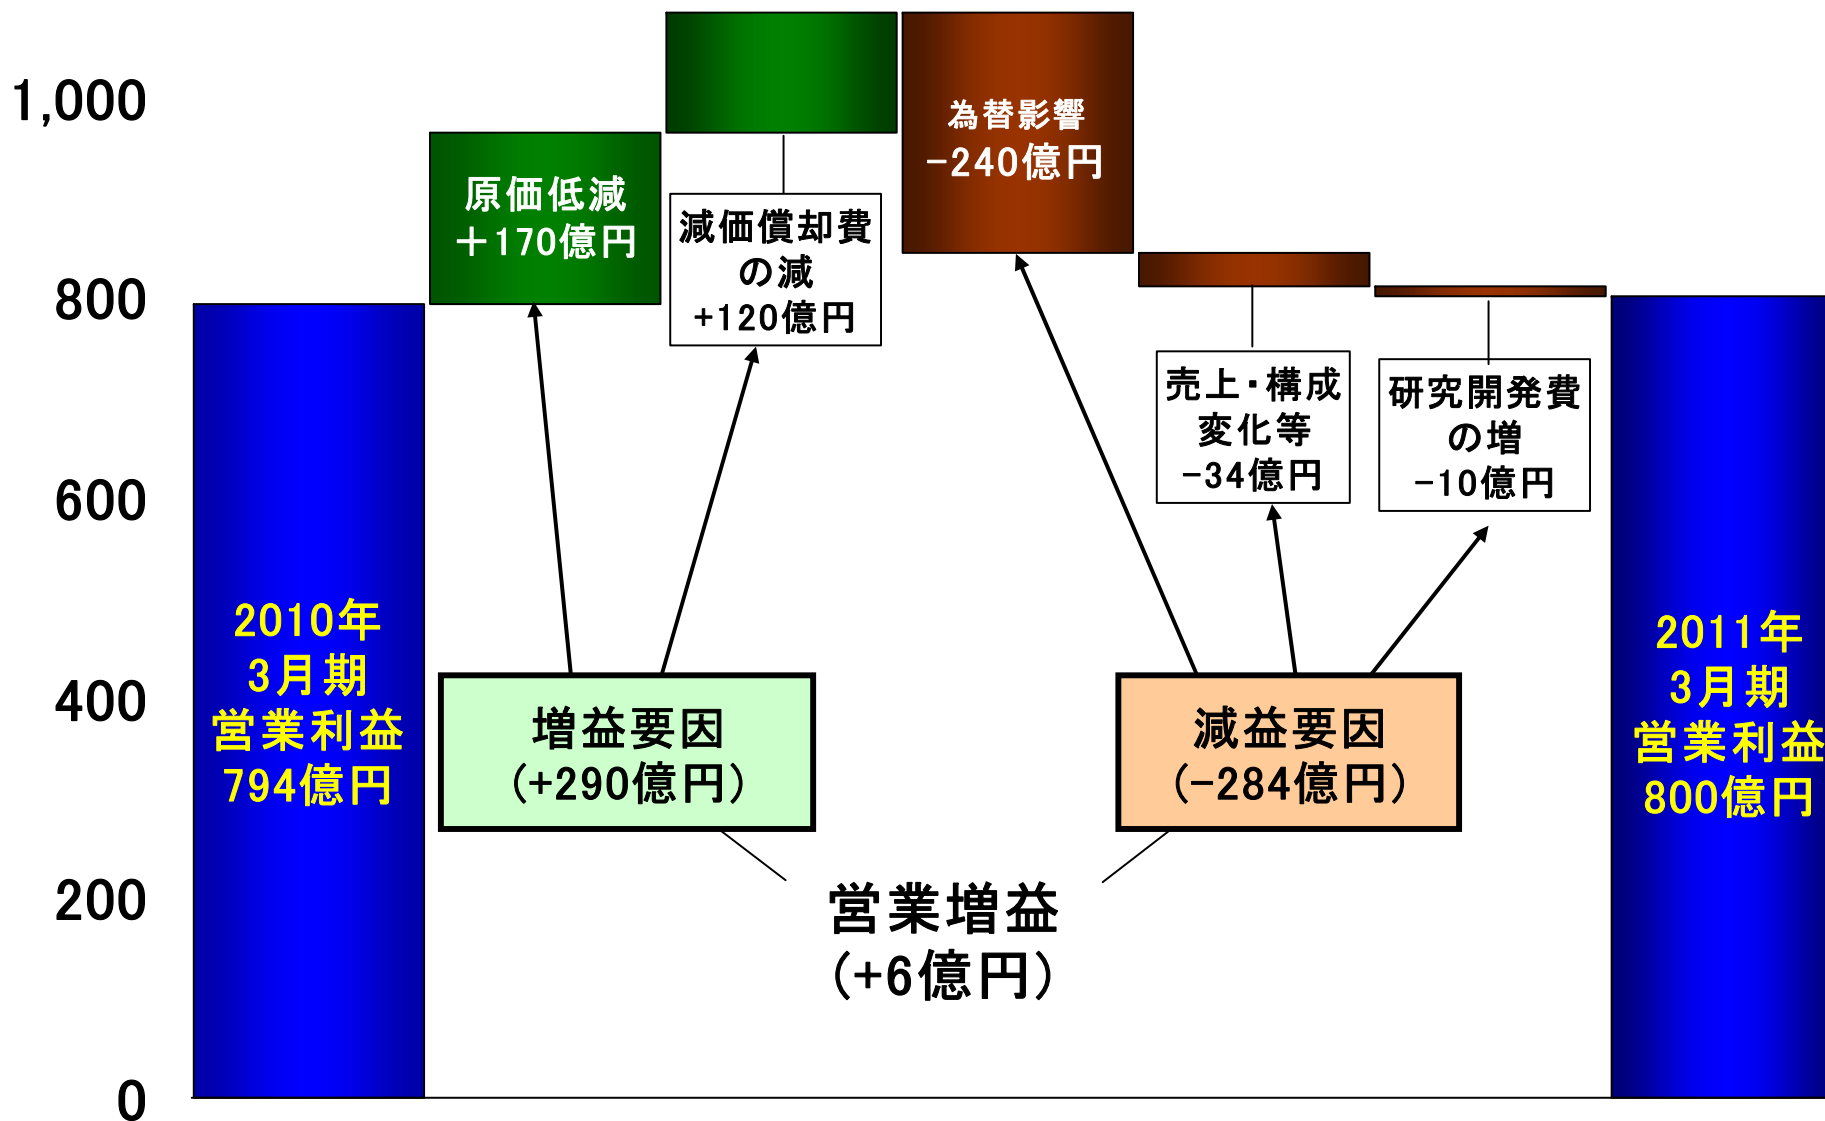 1,000
800
600
400
200
0
2010年
3月期
営業利益
794億円
原価低減
＋170億円
減価償却費
の減
+120億円
為替影響
-240億円
売上・構成
変化等
-34億円
研究開発費
の増
-10億円
2011年
3月期
営業利益
800億円
増益要因
(+290億円)
減益要因
(-284億円)
営業増益
(+6億円)